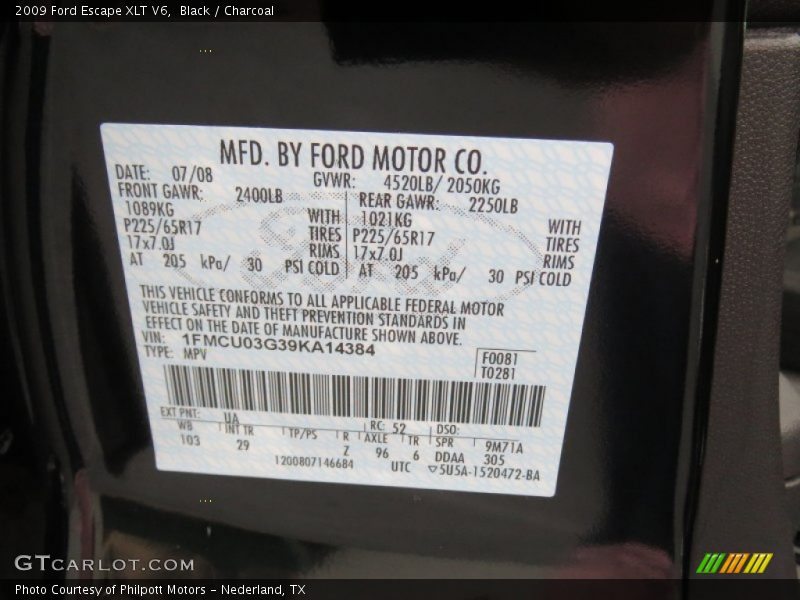 2009 Ford Escape XLT V6,  Black / Charcoal
MFD. BY FORD MOTOR CO.
DATE: 07/08 GVWR: 4520LB/ 2050KG
FRONT GAWR: 2400LB REAR GAWR: 2250LB
1089KG WITH 1021KG WITH
P225/65R17 TIRES P225/65R17 TIRES
17x7.0J RIMS 17x7.0J RIMS
AT 205 kPa/ 30 PSI COLD AT 205 kPa/ 30 PSI COLD
THIS VEHICLE CONFORMS TO ALL APPLICABLE FEDERAL MOTOR
VEHICLE SAFETY AND THEFT PREVENTION STANDARDS IN
EFFECT ON THE DATE OF MANUFACTURE SHOWN ABOVE.
VIN: 1FMCU03G39KA14384
TYPE: MPV F0081
T0281
EXT PNT: UA RC: 52 DSO:
WB INT TR TP/PS R AXLE TR SPR 9M71A
103 29 Z 96 6 DDAA 305
1200807146684 UTC ▽5U5A-1520472-BA
GTCARLOT.COM
Photo Courtesy of Philpott Motors - Nederland, TX